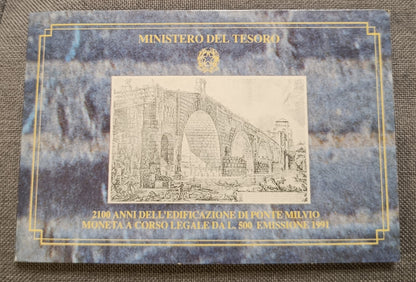 MINISTERO DEL TESORO
2100 ANNI DELL'EDIFICAZIONE DI PONTE MILVIO
MONETA A CORSO LEGALE DA L. 500 EMISSIONE 1991